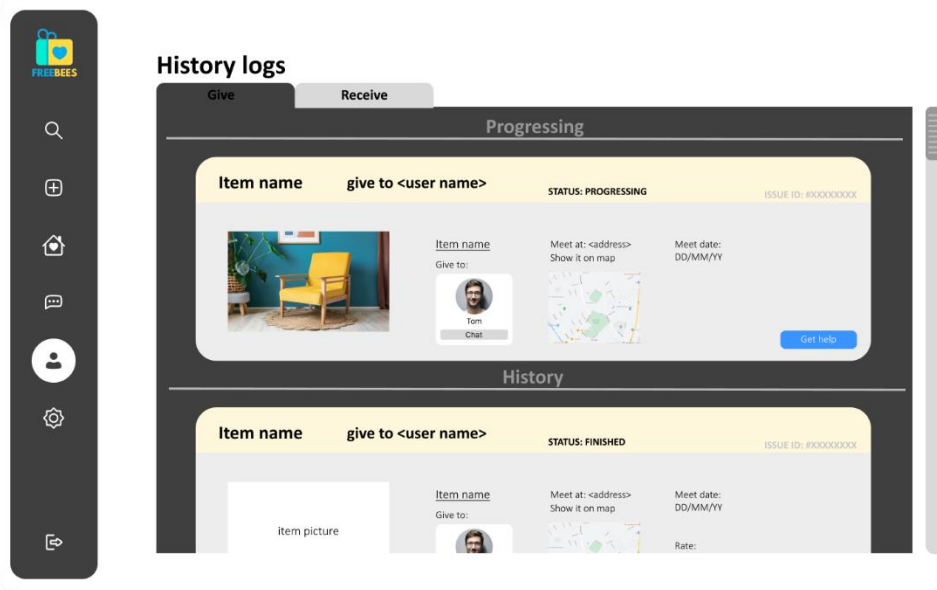 FREEBEES
History logs
Give
Receive
Progressing
Item name give to <user name> STATUS: PROGRESSING ISSUE ID: #XXXXXXXX
Item name
Give to:
Tom
Chat
Meet at: <address>
Show it on map
Meet date:
DD/MM/YY
Get help
History
Item name give to <user name> STATUS: FINISHED ISSUE ID: #XXXXXXXX
item picture
Item name
Give to:
Meet at: <address>
Show it on map
Meet date:
DD/MM/YY
Rate: